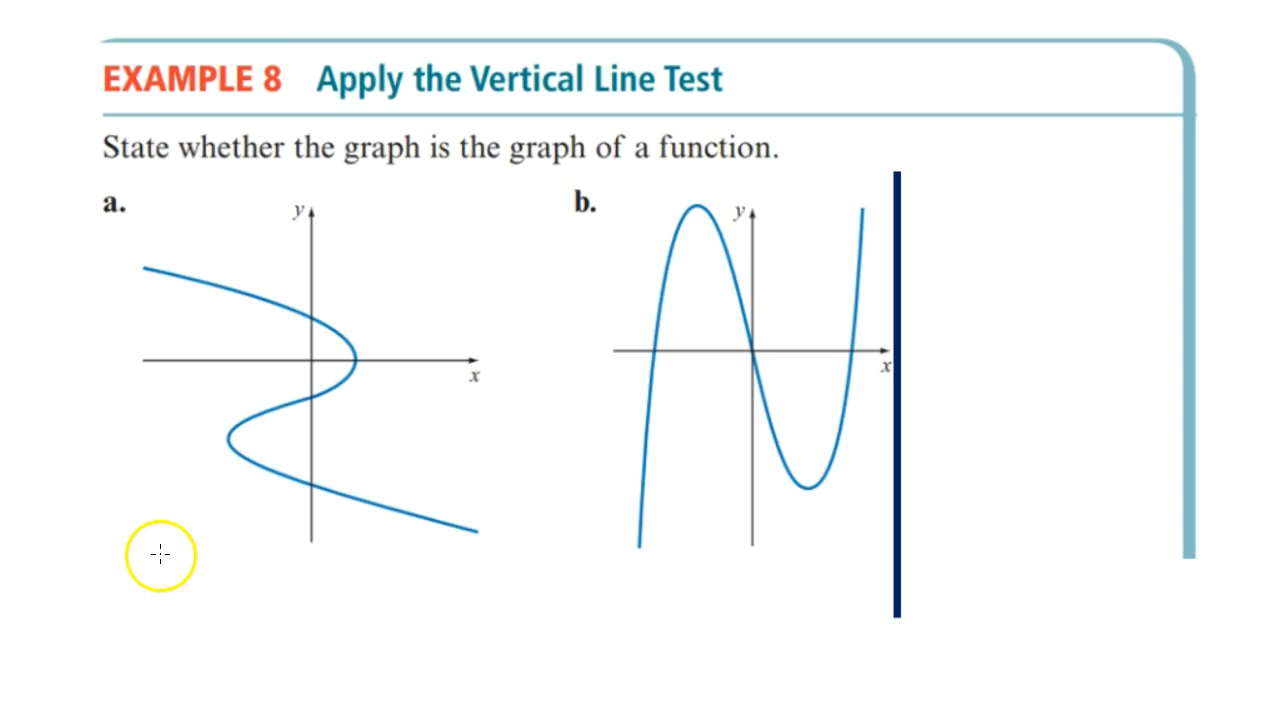 EXAMPLE 8 Apply the Vertical Line Test
State whether the graph is the graph of a function.
a.
y
x
b.
y
x